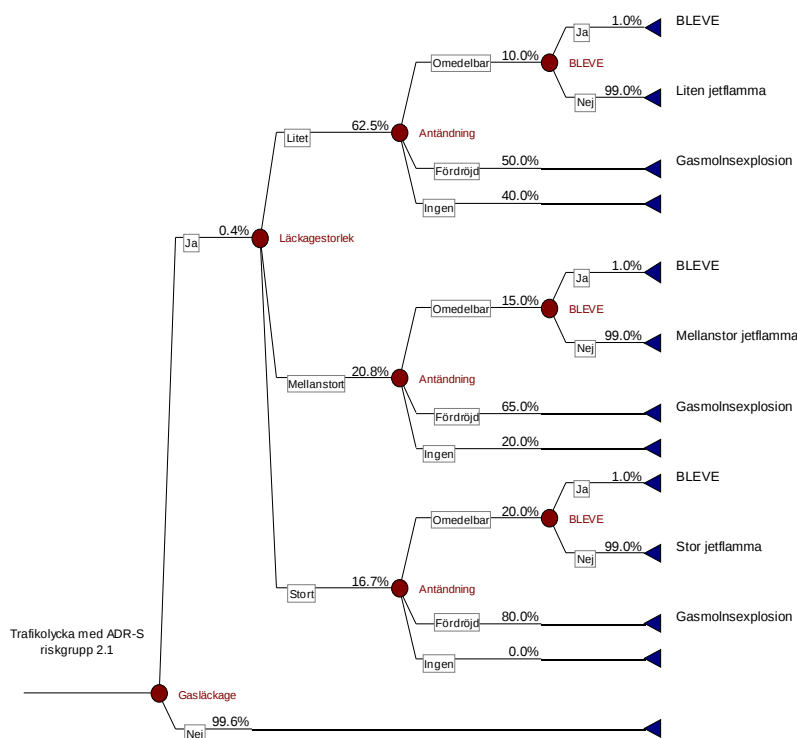 1.0%
BLEVE
Ja
Omedelbar
10.0%
BLEVE
99.0%
Liten jetflamma
Nej
62.5%
Litet
Antändning
50.0%
Gasmolnsexplosion
Fördröjd
40.0%
Ingen
0.4%
Ja
Läckagestorlek
1.0%
BLEVE
Ja
15.0%
Omedelbar
BLEVE
99.0%
Mellanstor jetflamma
Nej
20.8%
Mellanstort
Antändning
65.0%
Gasmolnsexplosion
Fördröjd
20.0%
Ingen
1.0%
BLEVE
Ja
20.0%
Omedelbar
BLEVE
99.0%
Stor jetflamma
Nej
16.7%
Stort
Antändning
80.0%
Gasmolnsexplosion
Fördröjd
0.0%
Ingen
Trafikolycka med ADR-S
riskgrupp 2.1
Gasläckage
99.6%
Nej